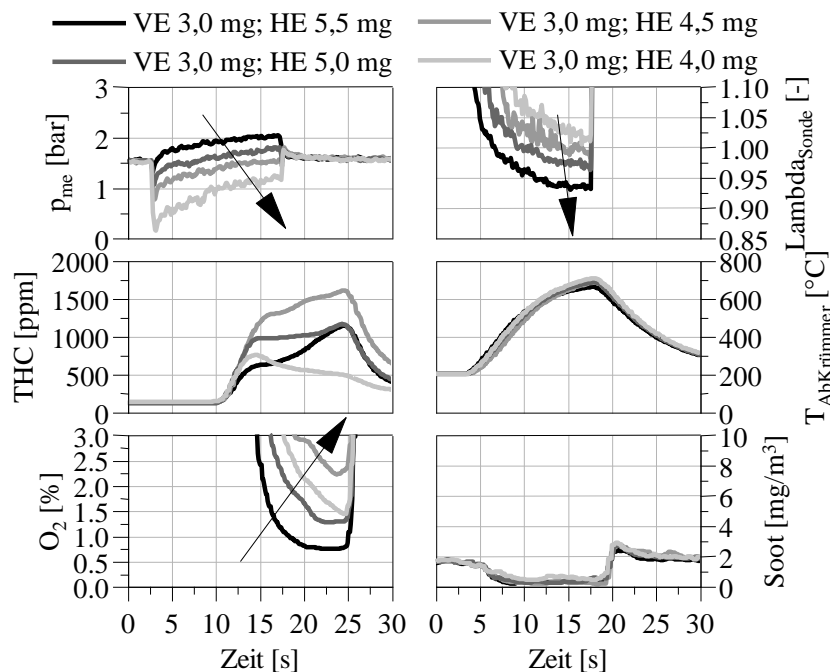 VE 3,0 mg; HE 5,5 mg VE 3,0 mg; HE 4,5 mg
VE 3,0 mg; HE 5,0 mg VE 3,0 mg; HE 4,0 mg
p_me [bar]
3
2
1
0
Lambda_Sonde [-]
1.10
1.05
1.00
0.95
0.90
0.85
THC [ppm]
2000
1500
1000
500
0
T_AbKrümmer [°C]
800
600
400
200
0
O₂ [%]
3.0
2.5
2.0
1.5
1.0
0.5
0.0
Soot [mg/m³]
10
8
6
4
2
0
0 5 10 15 20 25 30
Zeit [s]
0 5 10 15 20 25 30
Zeit [s]